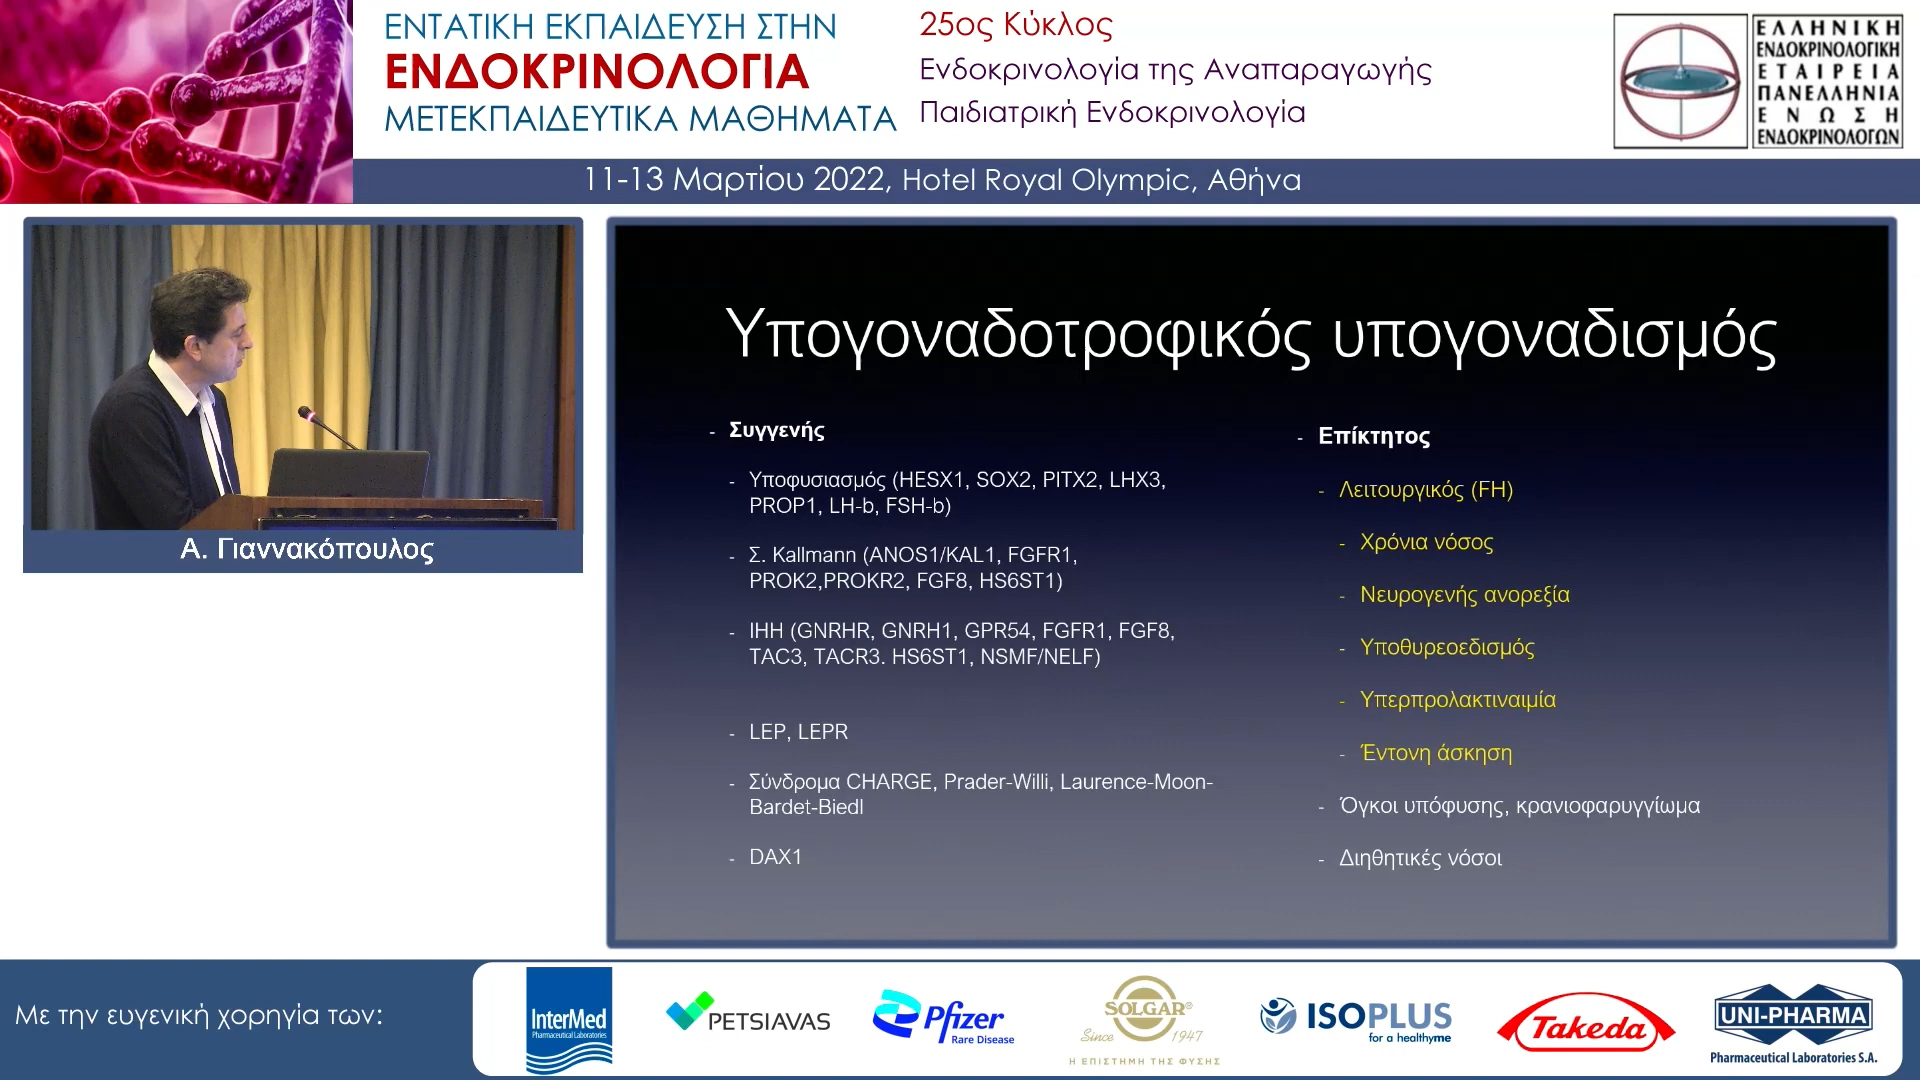 ΕΝΤΑΤΙΚΗ ΕΚΠΑΙΔΕΥΣΗ ΣΤΗΝ
ΕΝΔΟΚΡΙΝΟΛΟΓΙΑ
ΜΕΤΕΚΠΑΙΔΕΥΤΙΚΑ ΜΑΘΗΜΑΤΑ
25ος Κύκλος
Ενδοκρινολογία της Αναπαραγωγής
Παιδιατρική Ενδοκρινολογία
ΕΛΛΗΝΙΚΗ
ΕΝΔΟΚΡΙΝΟΛΟΓΙΚΗ
ΕΤΑΙΡΕΙΑ
ΠΑΝΕΛΛΗΝΙΑ
ΕΝΩΣΗ
ΕΝΔΟΚΡΙΝΟΛΟΓΩΝ
11-13 Μαρτίου 2022, Hotel Royal Olympic, Αθήνα
Α. Γιαννακόπουλος
Υπογοναδοτροφικός υπογοναδισμός
- Συγγενής
- Υποφυσιασμός (HESX1, SOX2, PITX2, LHX3,
PROP1, LH-b, FSH-b)
- Σ. Kallmann (ANOS1/KAL1, FGFR1,
PROK2,PROKR2, FGF8, HS6ST1)
- IHH (GNRHR, GNRH1, GPR54, FGFR1, FGF8,
TAC3, TACR3. HS6ST1, NSMF/NELF)
- LEP, LEPR
- Σύνδρομα CHARGE, Prader-Willi, Laurence-Moon-
Bardet-Biedl
- DAX1
- Επίκτητος
- Λειτουργικός (FH)
- Χρόνια νόσος
- Νευρογενής ανορεξία
- Υποθυρεοεδισμός
- Υπερπρολακτιναιμία
- Έντονη άσκηση
- Όγκοι υπόφυσης, κρανιοφαρυγγίωμα
- Διηθητικές νόσοι
Με την ευγενική χορηγία των:
InterMed
Pharmaceutical Laboratories
PETSIAVAS
Pfizer
Rare Disease
SOLGAR®
Since 1947
Η ΕΠΙΣΤΗΜΗ ΤΗΣ ΦΥΣΗΣ
ISOPLUS
for a healthyme
Takeda
UNI-PHARMA
Pharmaceutical Laboratories S.A.